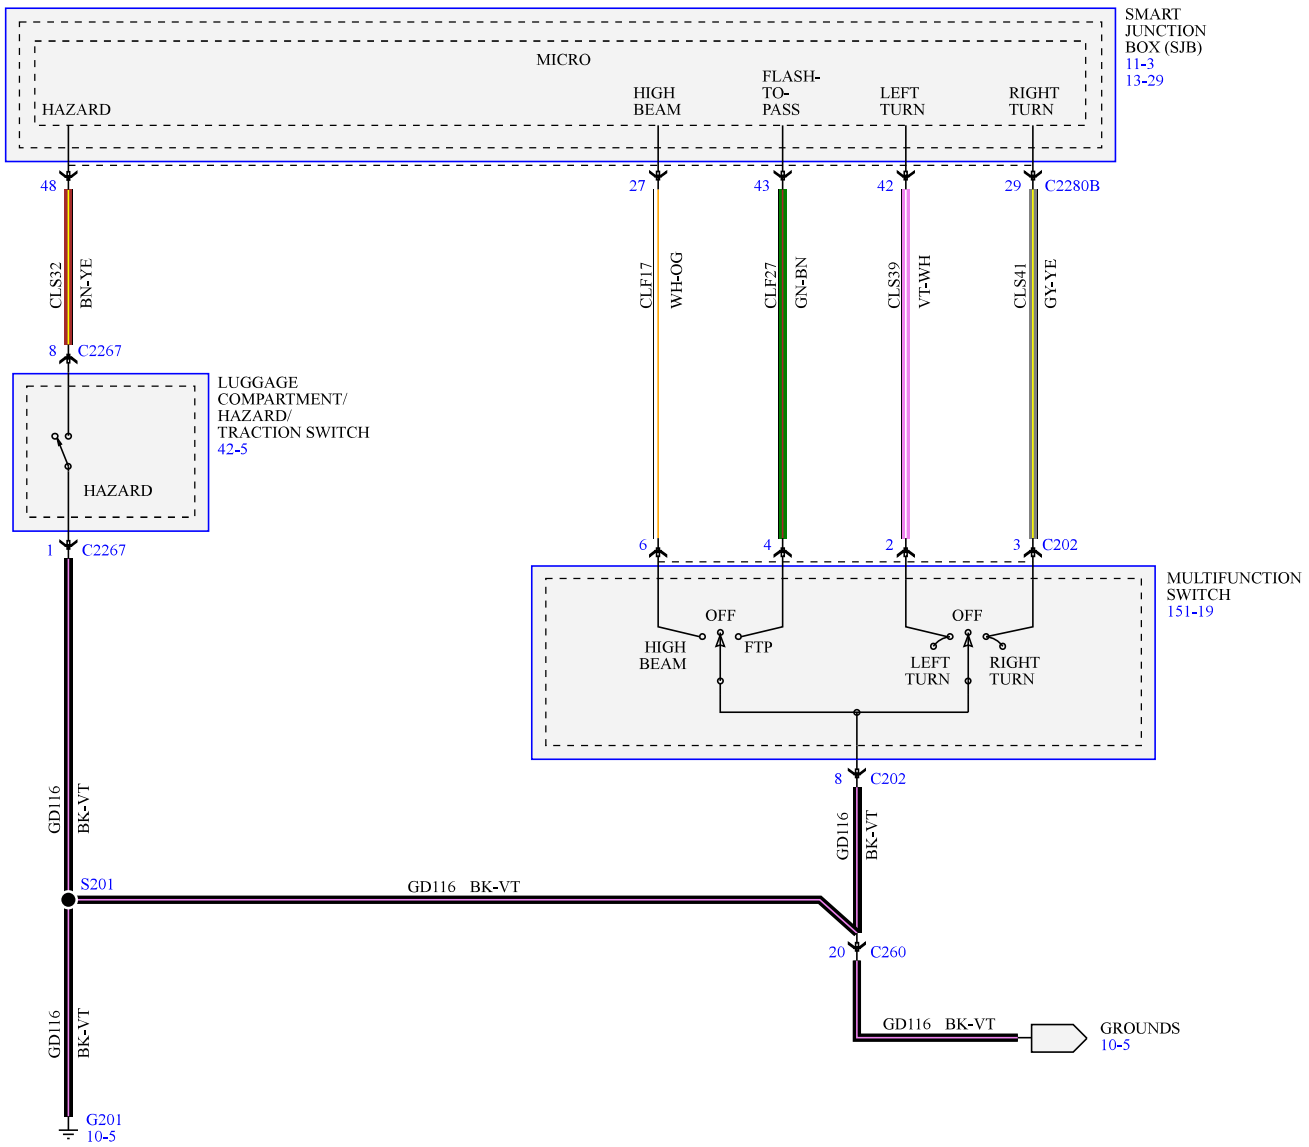 SMART
JUNCTION
BOX (SJB)
11-3
13-29
MICRO
HAZARD
HIGH
BEAM
FLASH-
TO-
PASS
LEFT
TURN
RIGHT
TURN
48
27
43
42
29
C2280B
CLS32
BN-YE
CLF17
WH-OG
CLF27
GN-BN
CLS39
VT-WH
CLS41
GY-YE
8
C2267
LUGGAGE
COMPARTMENT/
HAZARD/
TRACTION SWITCH
42-5
HAZARD
1
C2267
6
4
2
3
C202
MULTIFUNCTION
SWITCH
151-19
OFF
HIGH
BEAM
FTP
OFF
LEFT
TURN
RIGHT
TURN
8
C202
GD116
BK-VT
GD116
BK-VT
S201
GD116 BK-VT
20
C260
GD116
BK-VT
GD116 BK-VT
GROUNDS
10-5
G201
10-5